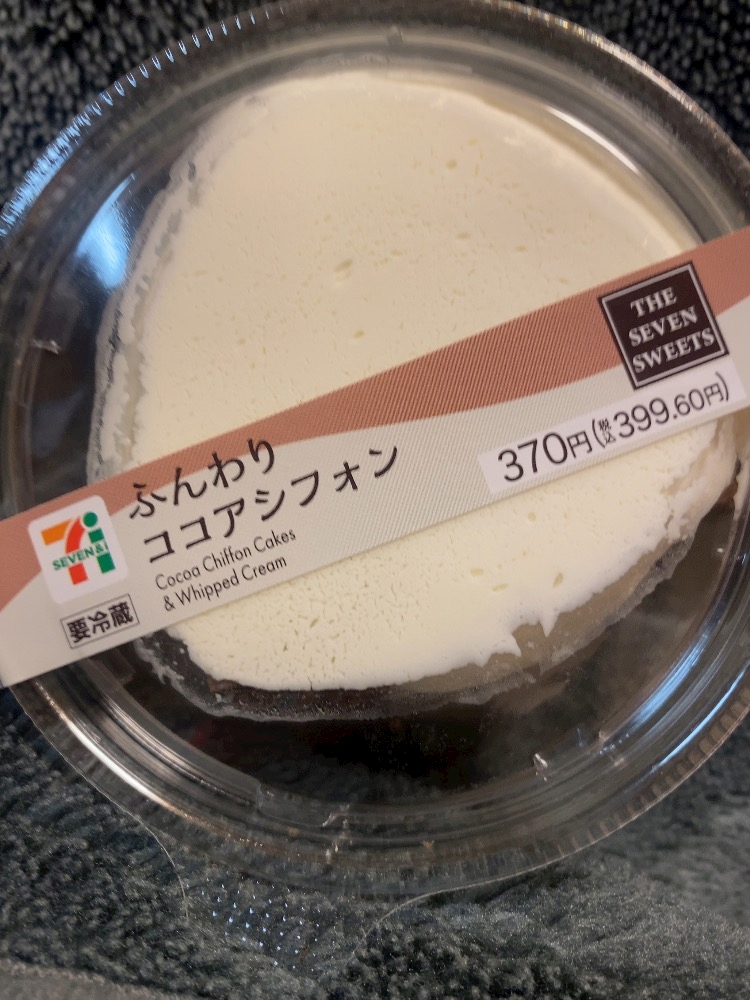 THE
SEVEN
SWEETS
370円(税込399.60円)
ふんわり
ココアシフォン
Cocoa Chiffon Cakes
& Whipped Cream
7i
SEVEN&i
要冷蔵